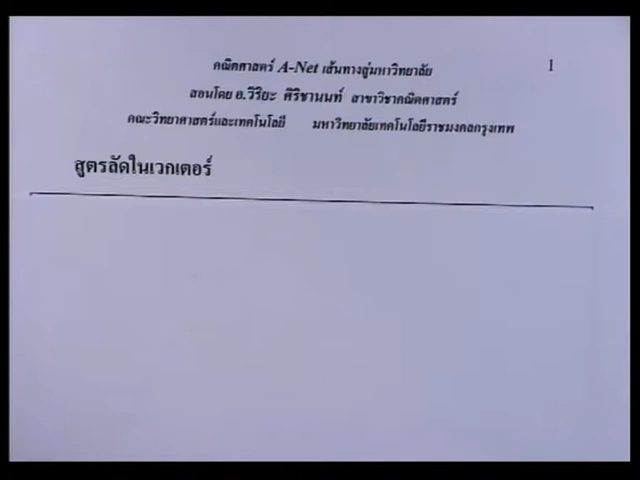 คณิตศาสตร์ A-Net เส้นทางสู่มหาวิทยาลัย
1
สอนโดย อ.วิริยะ ศิริชานนท์ สาขาวิชาคณิตศาสตร์
คณะวิทยาศาสตร์และเทคโนโลยี มหาวิทยาลัยเทคโนโลยีราชมงคลกรุงเทพ
สูตรลัดในเวกเตอร์